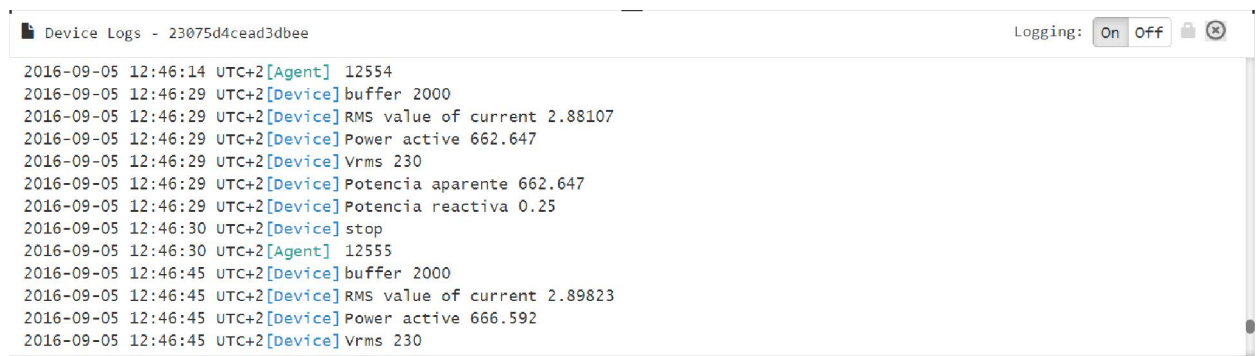 Device Logs - 23075d4cead3dbee Logging: On Off
2016-09-05 12:46:14 UTC+2[Agent] 12554
2016-09-05 12:46:29 UTC+2[Device]buffer 2000
2016-09-05 12:46:29 UTC+2[Device]RMS value of current 2.88107
2016-09-05 12:46:29 UTC+2[Device]Power active 662.647
2016-09-05 12:46:29 UTC+2[Device]Vrms 230
2016-09-05 12:46:29 UTC+2[Device]Potencia aparente 662.647
2016-09-05 12:46:29 UTC+2[Device]Potencia reactiva 0.25
2016-09-05 12:46:30 UTC+2[Device]stop
2016-09-05 12:46:30 UTC+2[Agent] 12555
2016-09-05 12:46:45 UTC+2[Device]buffer 2000
2016-09-05 12:46:45 UTC+2[Device]RMS value of current 2.89823
2016-09-05 12:46:45 UTC+2[Device]Power active 666.592
2016-09-05 12:46:45 UTC+2[Device]Vrms 230